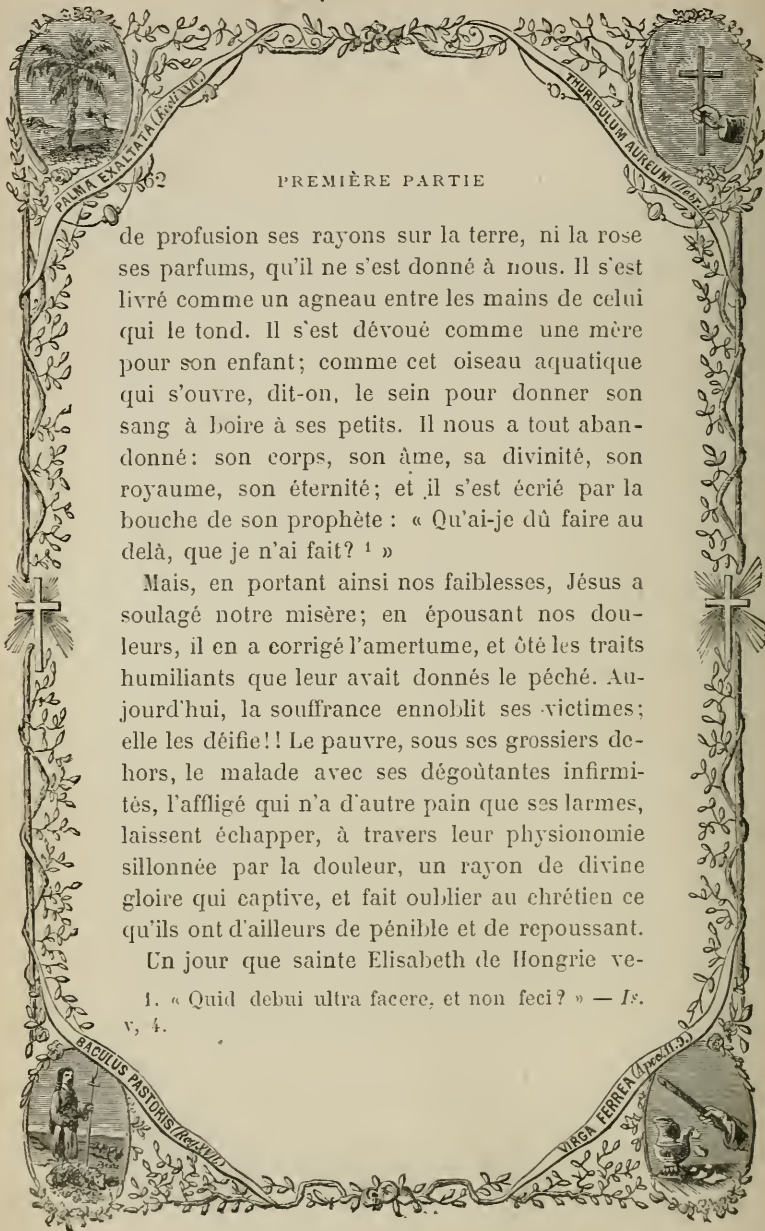 PALMA EXALTATA (Eccli XXIV.)
THURIBULUM AUREUM
62 PREMIÈRE PARTIE
de profusion ses rayons sur la terre, ni la rose
ses parfums, qu'il ne s'est donné à nous. Il s'est
livré comme un agneau entre les mains de celui
qui le tond. Il s'est dévoué comme une mère
pour son enfant; comme cet oiseau aquatique
qui s'ouvre, dit-on, le sein pour donner son
sang à boire à ses petits. Il nous a tout aban-
donné: son corps, son âme, sa divinité, son
royaume, son éternité; et il s'est écrié par la
bouche de son prophète : « Qu'ai-je dû faire au
delà, que je n'ai fait? ¹ »
Mais, en portant ainsi nos faiblesses, Jésus a
soulagé notre misère; en épousant nos dou-
leurs, il en a corrigé l'amertume, et ôté les traits
humiliants que leur avait donnés le péché. Au-
jourd'hui, la souffrance ennoblit ses victimes;
elle les déifie!! Le pauvre, sous ses grossiers de-
hors, le malade avec ses dégoûtantes infirmi-
tés, l'affligé qui n'a d'autre pain que ses larmes,
laissent échapper, à travers leur physionomie
sillonnée par la douleur, un rayon de divine
gloire qui captive, et fait oublier au chrétien ce
qu'ils ont d'ailleurs de pénible et de repoussant.
Un jour que sainte Elisabeth de Hongrie ve-
1. « Quid debui ultra facere, et non feci? » — Is.
v, 4.
BACULUS PASTORIS (Reg. XVII.)
VIRGA FERREA (Apoc. II. 9.)